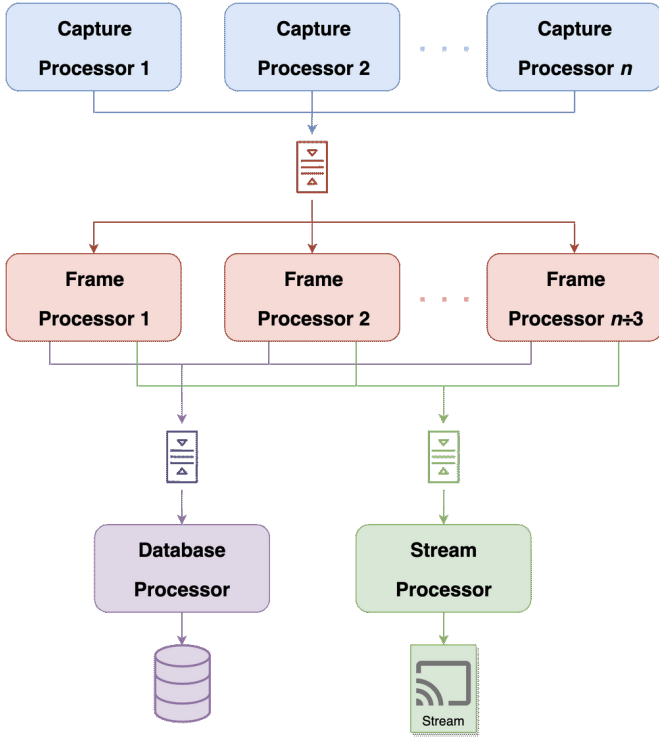 Capture
Processor 1
Capture
Processor 2
Capture
Processor n
Frame
Processor 1
Frame
Processor 2
Frame
Processor n÷3
Database
Processor
Stream
Processor
Stream